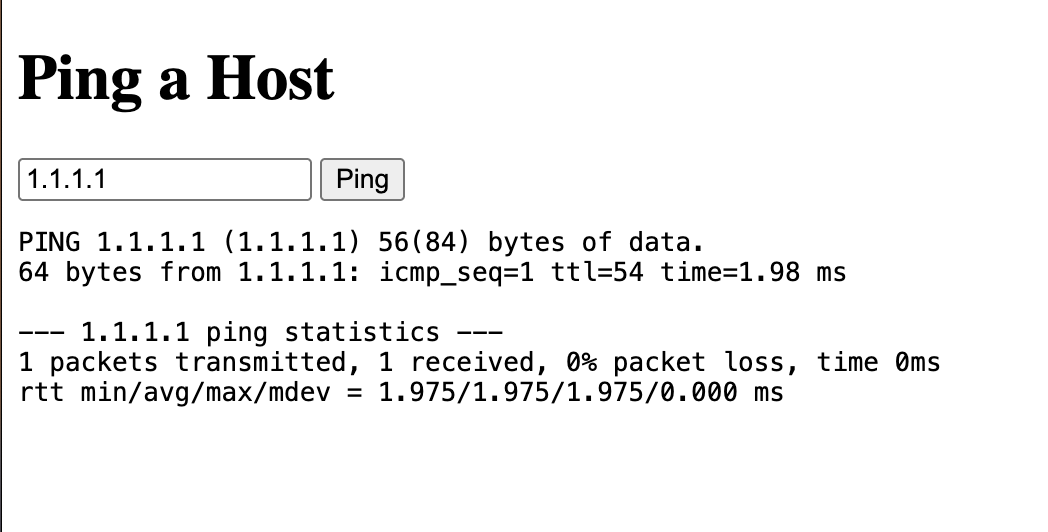 Ping a Host
1.1.1.1 Ping
PING 1.1.1.1 (1.1.1.1) 56(84) bytes of data.
64 bytes from 1.1.1.1: icmp_seq=1 ttl=54 time=1.98 ms
--- 1.1.1.1 ping statistics ---
1 packets transmitted, 1 received, 0% packet loss, time 0ms
rtt min/avg/max/mdev = 1.975/1.975/1.975/0.000 ms